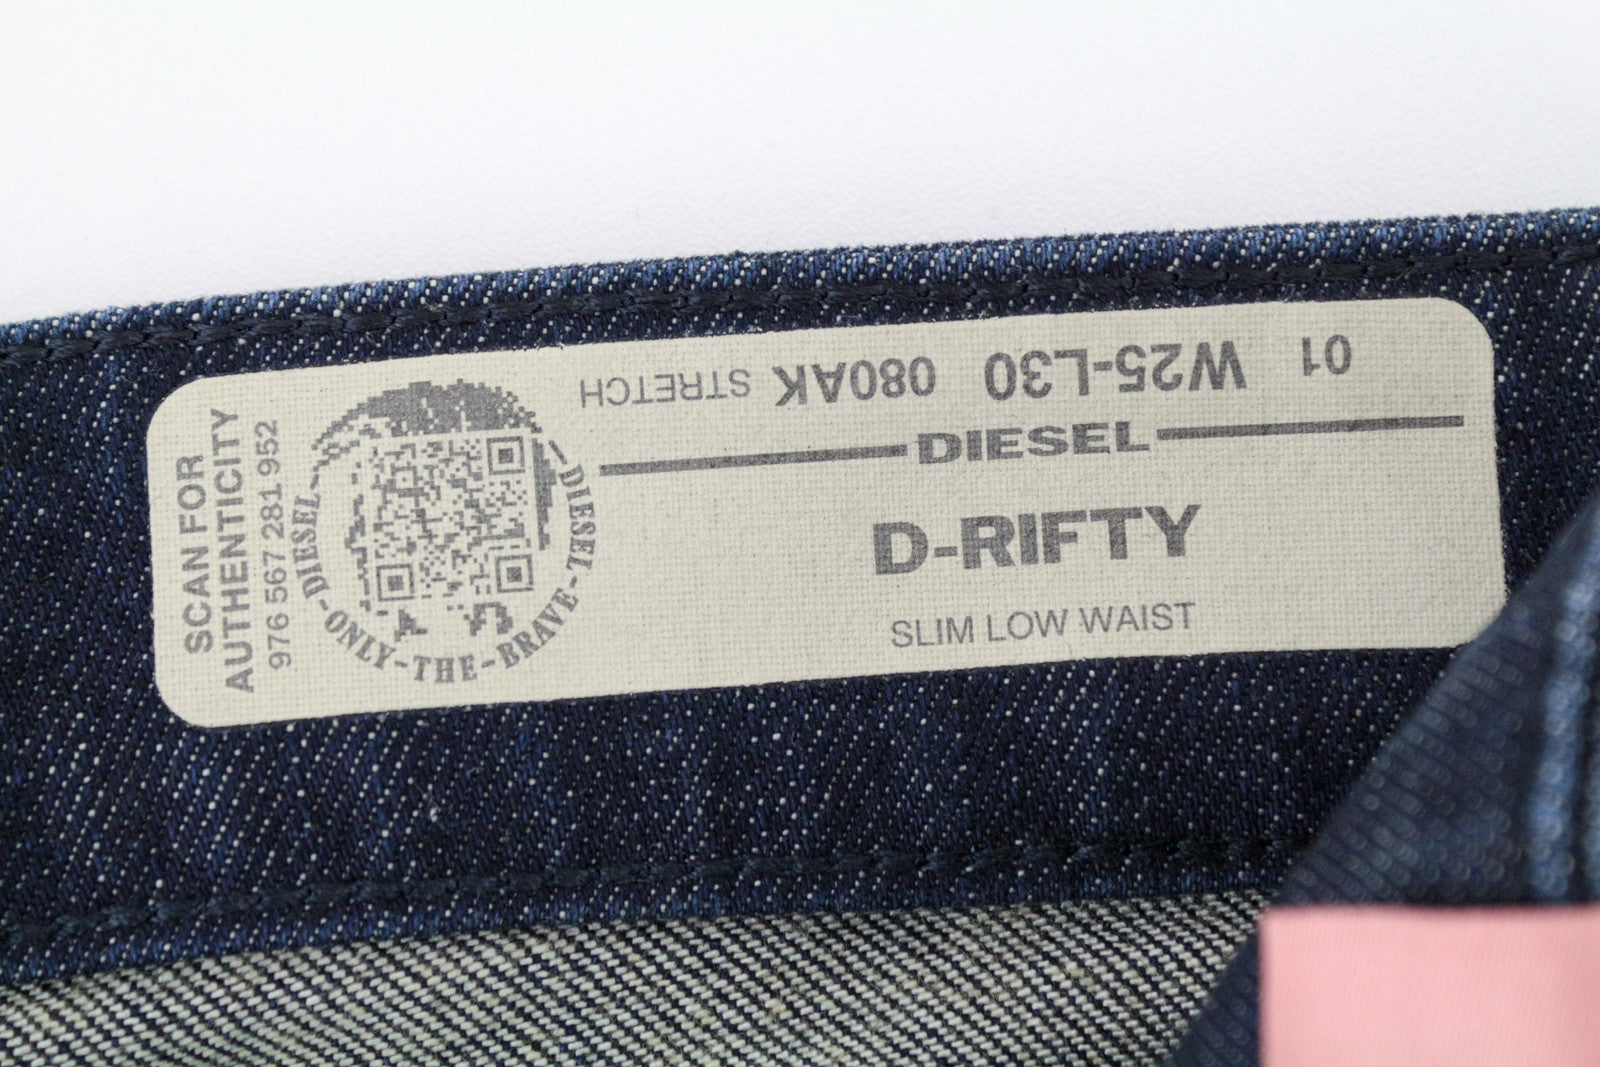 SCAN FOR
AUTHENTICITY
976 567 281 952
DIESEL-ONLY-THE-BRAVE-DIESEL
01 W25-L30 080AK STRETCH
DIESEL
D-RIFTY
SLIM LOW WAIST